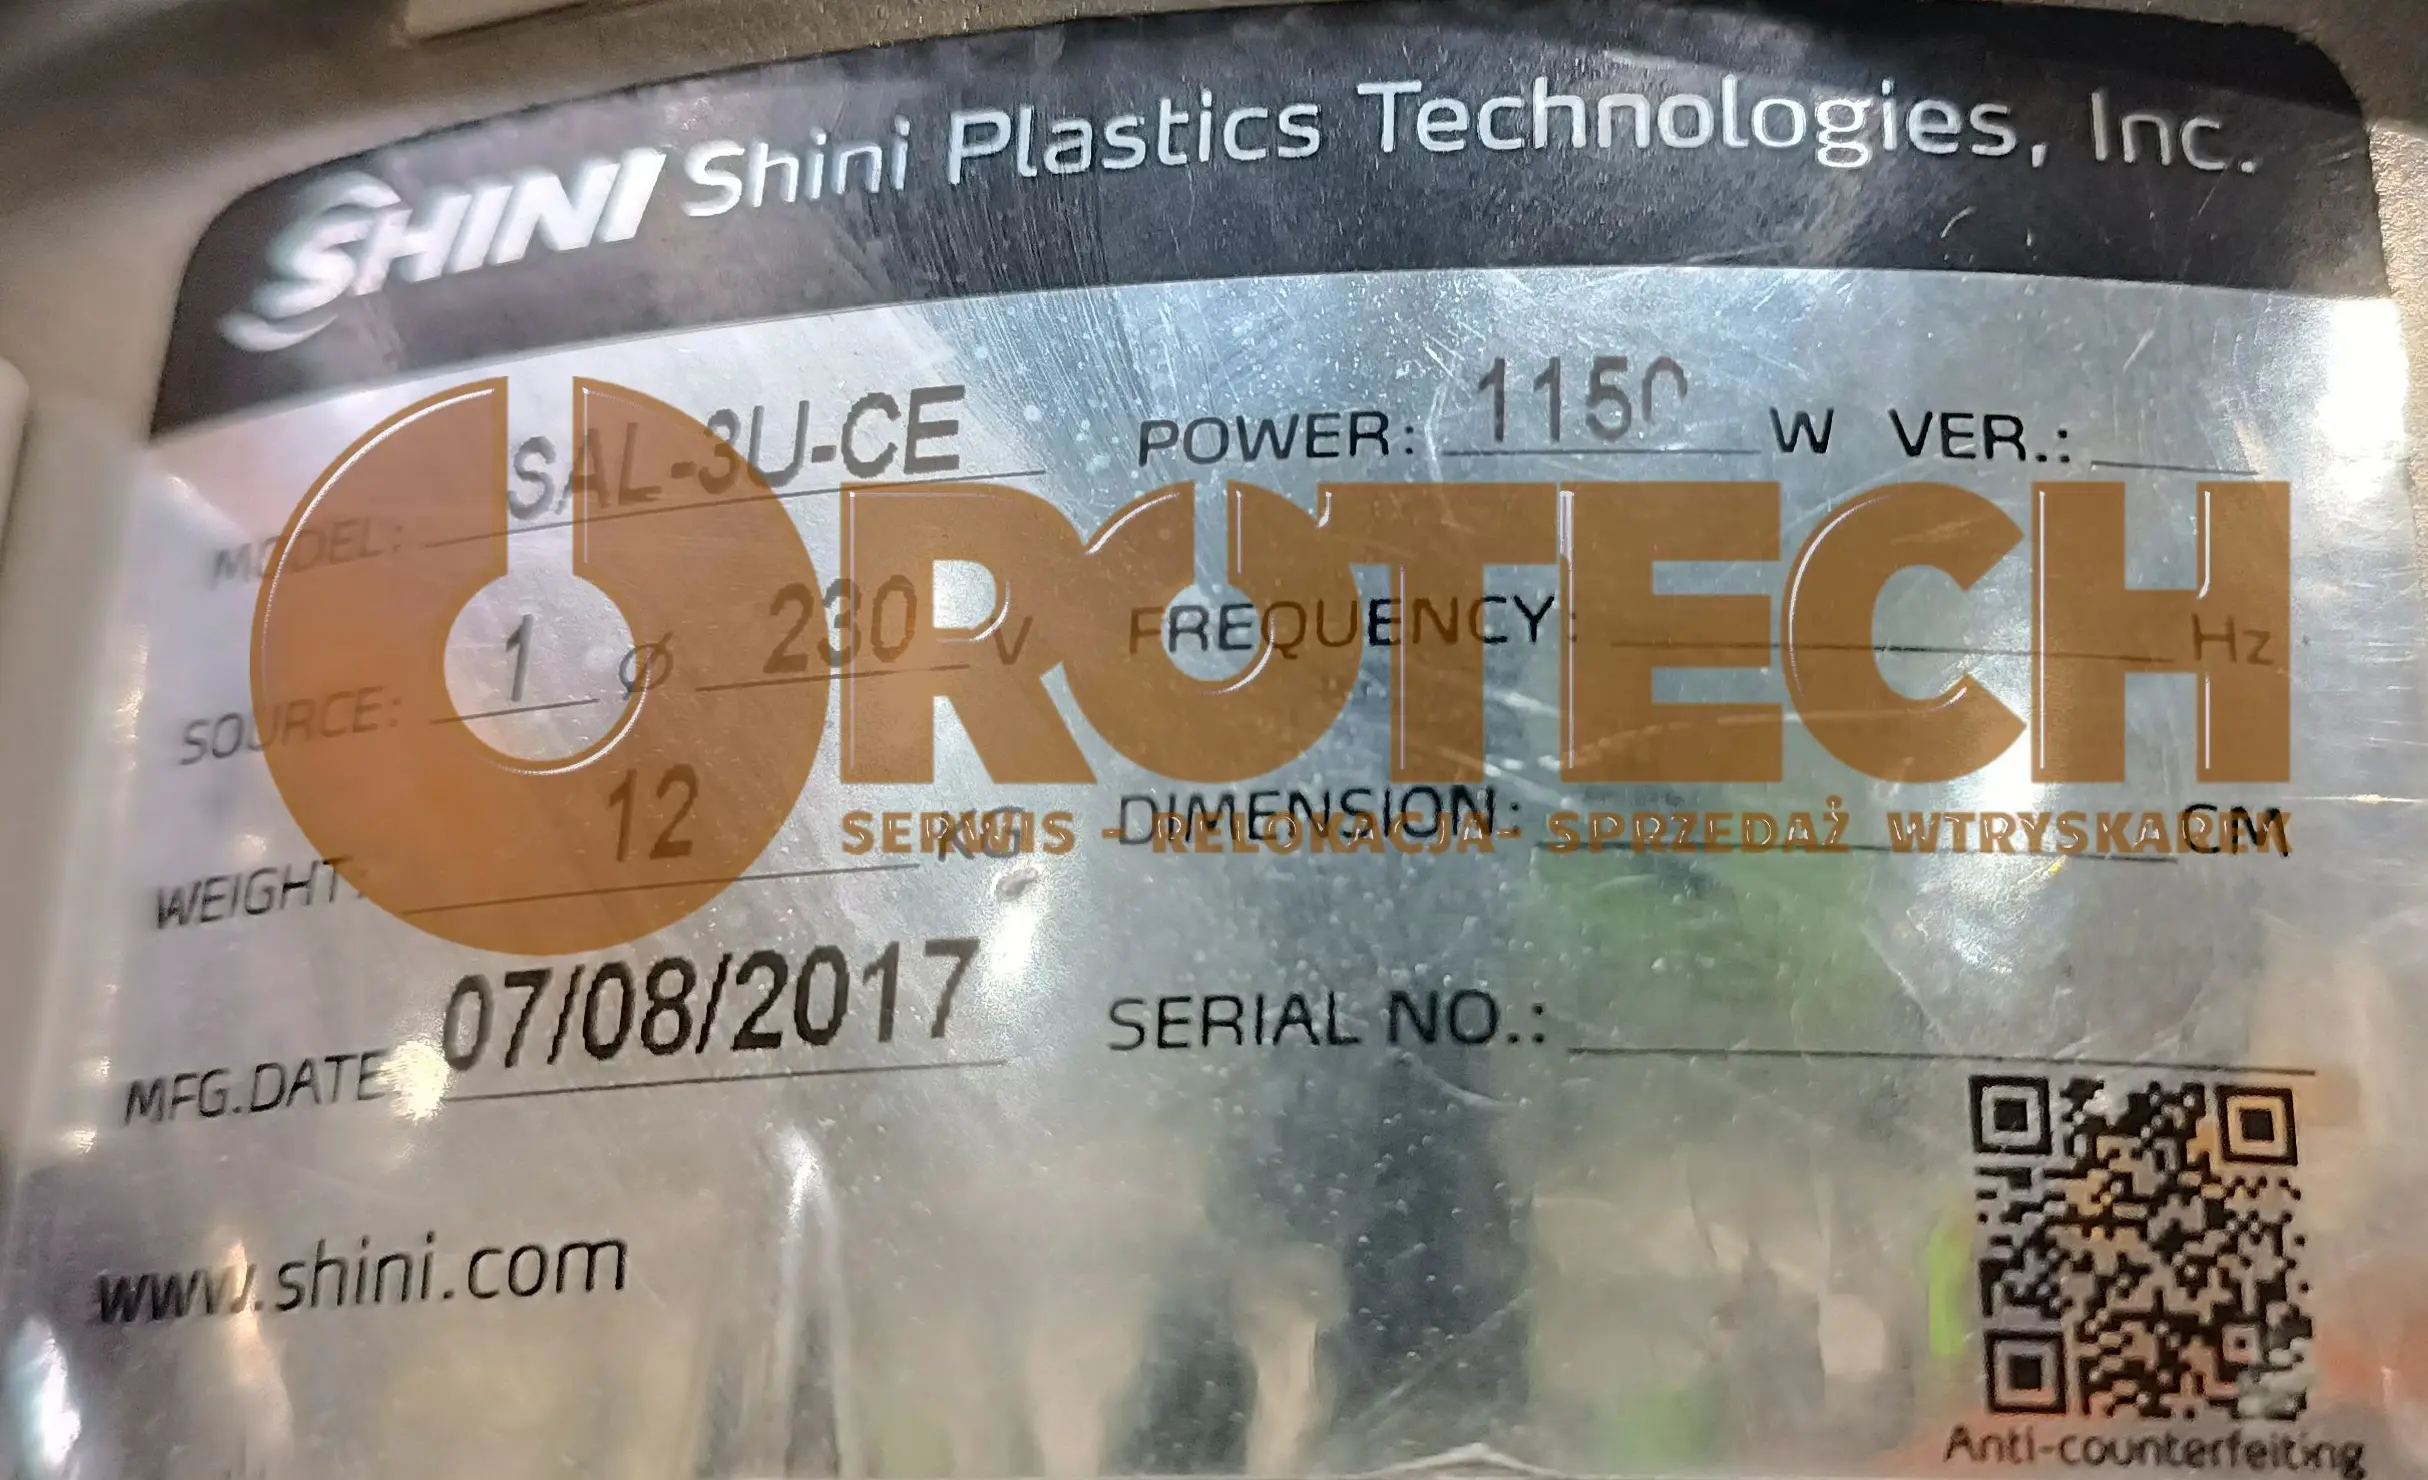 SHINI Shini Plastics Technologies, Inc.
MODEL: SAL-3U-CE POWER: 1150 W VER.:
ROTECH
SOURCE: 1 Ø 230 V FREQUENCY: Hz
WEIGHT: 12 KG DIMENSION: CM
SERWIS - RELOKACJA - SPRZEDAŻ WTRYSKAREK
MFG.DATE 07/08/2017 SERIAL NO.:
www.shini.com
Anti-counterfeiting